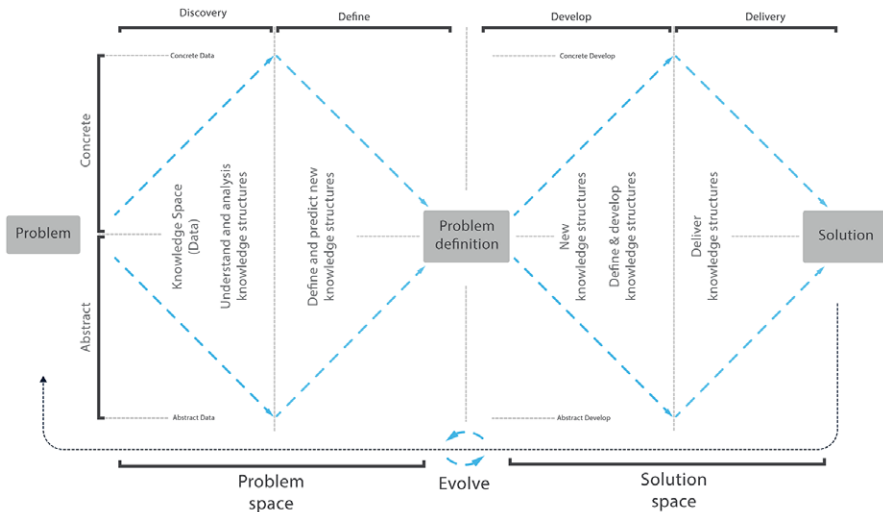 Discovery
Define
Develop
Delivery
Concrete Data
Concrete Develop
Concrete
Abstract
Problem
Knowledge Space
(Data)
Understand and analysis
knowledge structures
Define and predict new
knowledge structures
Problem
definition
New
knowledge structures
Define & develop
knowledge structures
Deliver
knowledge structures
Solution
Abstract Data
Abstract Develop
Problem
space
Evolve
Solution
space